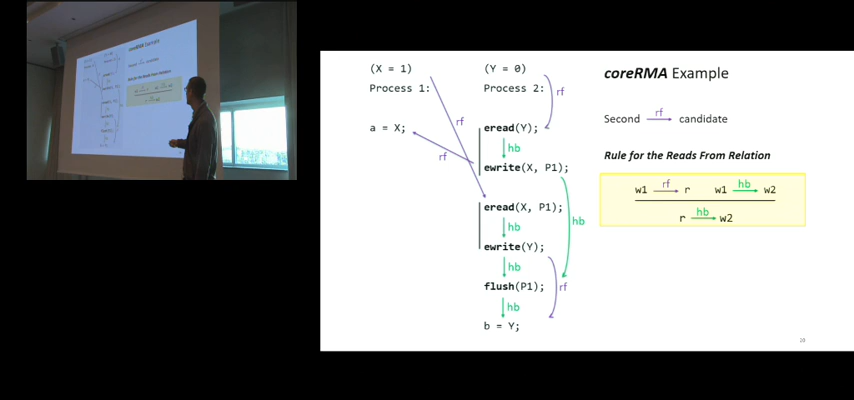 (X = 1)
(Y = 0)
Process 1:
Process 2:
rf
rf
a = X;
eread(Y);
hb
rf
ewrite(X, P1);
eread(X, P1);
hb
hb
ewrite(Y);
hb
flush(P1);
rf
hb
b = Y;
coreRMA Example
Second rf candidate
Rule for the Reads From Relation
w1 rf r w1 hb w2
r hb w2